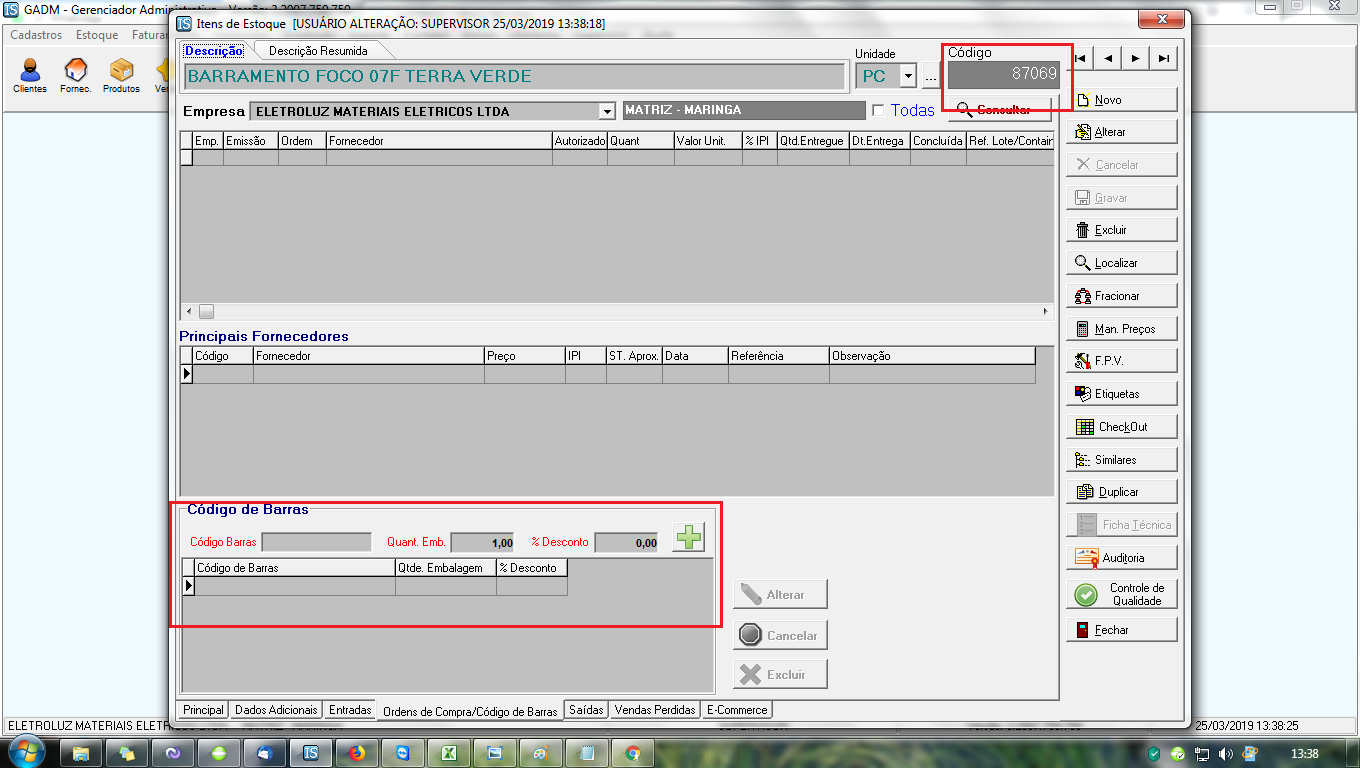 GADM - Gerenciador Administrativo - Versão: 3.2007.759.759
Itens de Estoque [USUÁRIO ALTERAÇÃO: SUPERVISOR 25/03/2019 13:38:18]
Cadastros Estoque
Clientes Fornec. Produtos
Descrição Descrição Resumida
Unidade Código
BARRAMENTO FOCO 07F TERRA VERDE PC ... 87069
Empresa ELETROLUZ MATERIAIS ELETRICOS LTDA MATRIZ - MARINGA Todas Consultar
Emp. Emissão Ordem Fornecedor Autorizado Quant Valor Unit. % IPI Qtd.Entregue Dt.Entrega Concluída Ref. Lote/Contain
Principais Fornecedores
Código Fornecedor Preço IPI ST. Aprox. Data Referência Observação
Código de Barras
Código Barras Quant. Emb. 1,00 % Desconto 0,00
Código de Barras Qtde. Embalagem % Desconto
Alterar
Cancelar
Excluir
Novo
Alterar
Cancelar
Gravar
Excluir
Localizar
Fracionar
Man. Preços
F.P.V.
Etiquetas
CheckOut
Similares
Duplicar
Ficha Técnica
Auditoria
Controle de
Qualidade
Fechar
Principal Dados Adicionais Entradas Ordens de Compra/Código de Barras Saídas Vendas Perdidas E-Commerce
ELETROLUZ MATERIAIS 25/03/2019 13:38:25
13:38